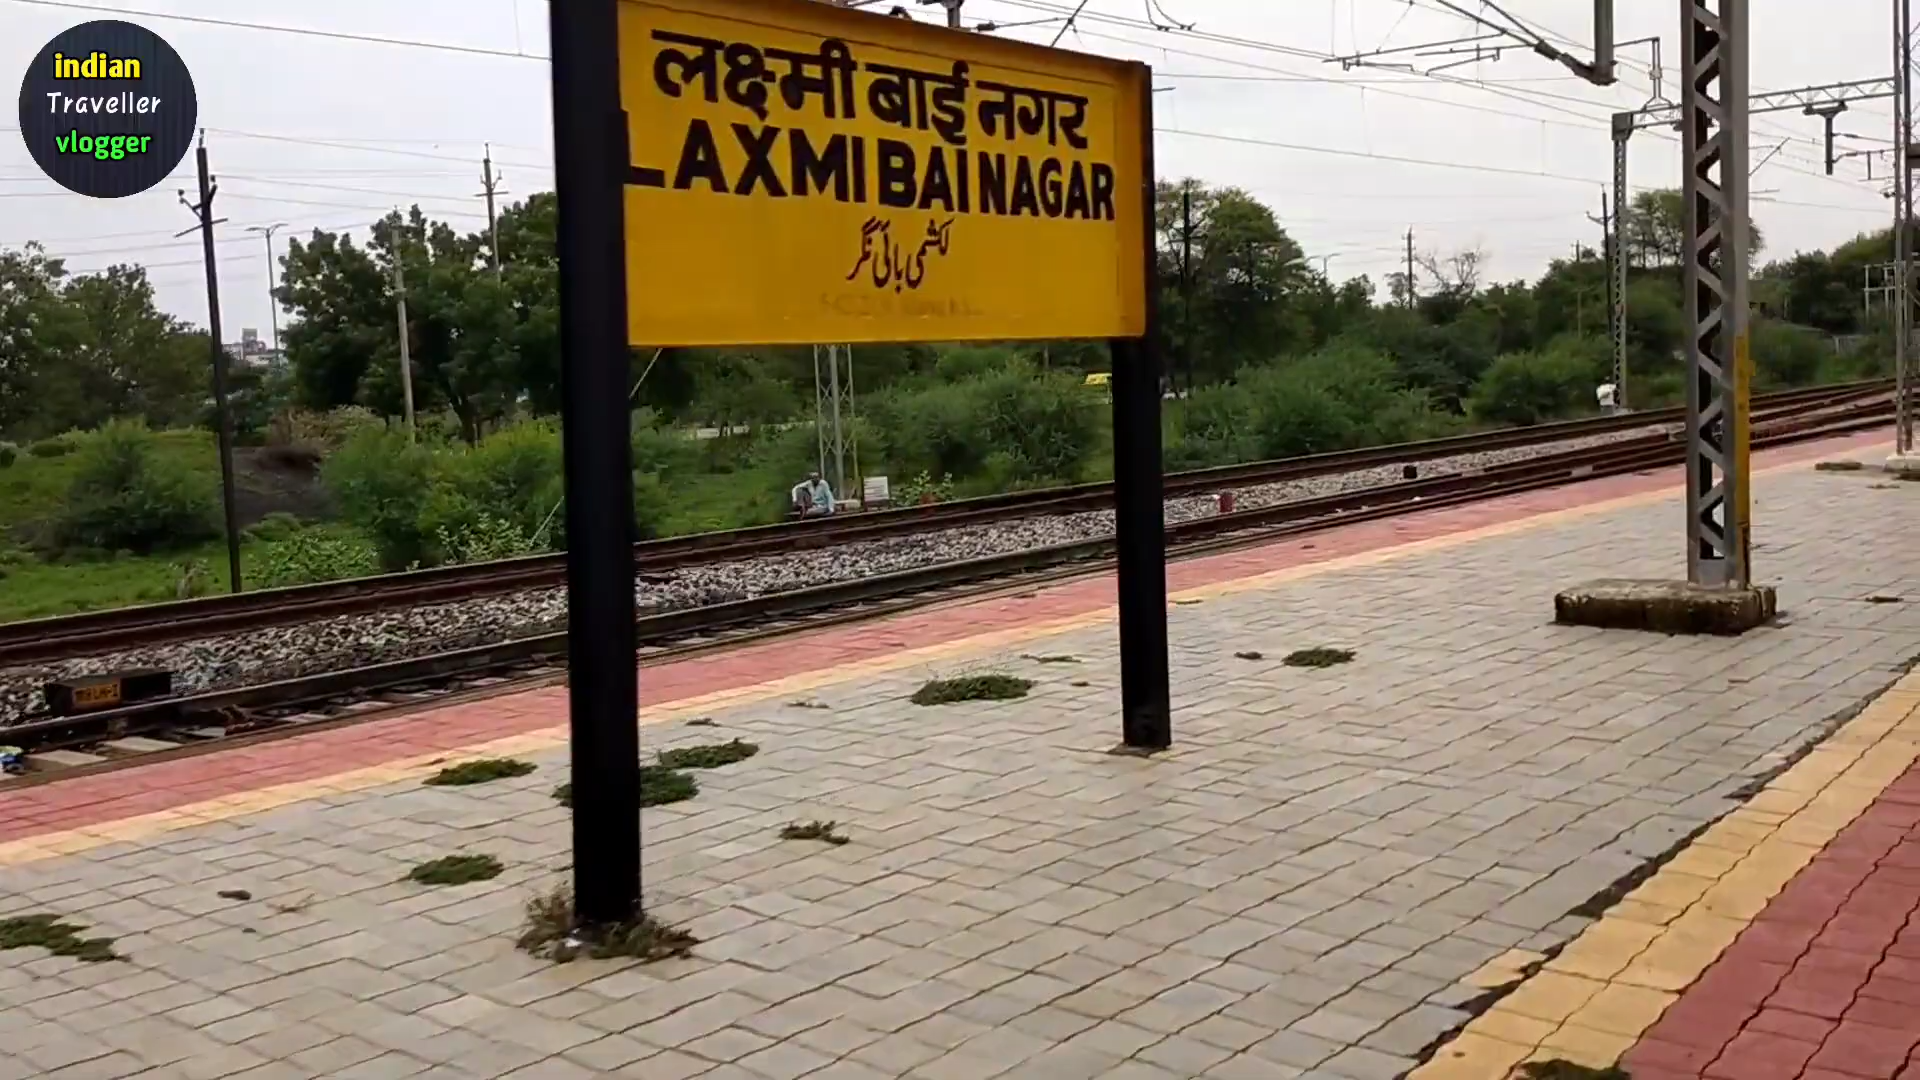 indian
Traveller
vlogger
लक्ष्मी बाई नगर
LAXMI BAI NAGAR
لکشمی بائی نگر